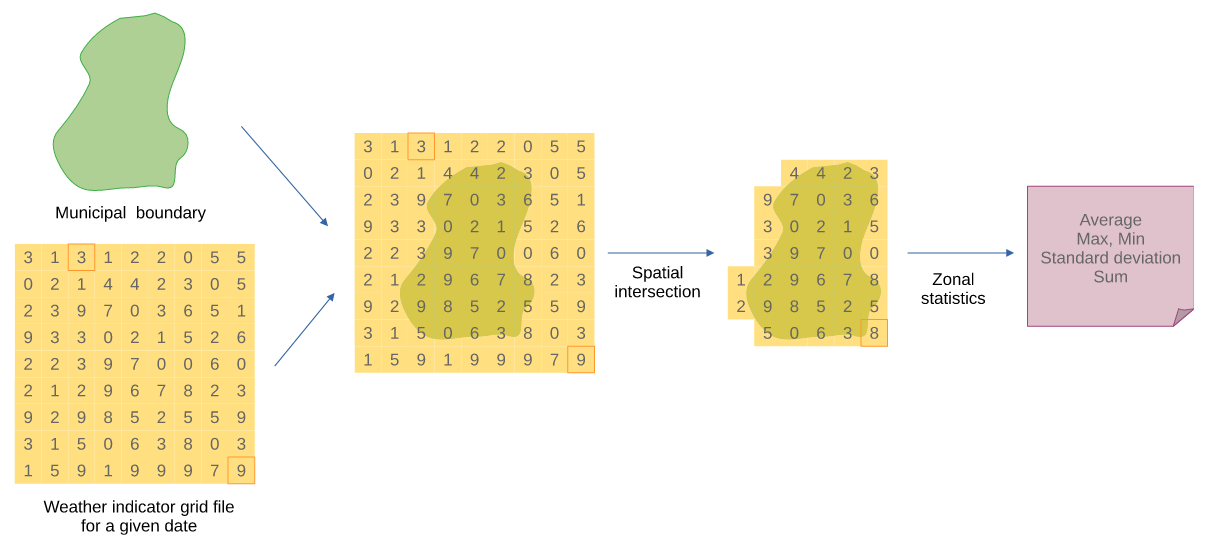 Municipal boundary
3 1 3 1 2 2 0 5 5
0 2 1 4 4 2 3 0 5
2 3 9 7 0 3 6 5 1
9 3 3 0 2 1 5 2 6
2 2 3 9 7 0 0 6 0
2 1 2 9 6 7 8 2 3
9 2 9 8 5 2 5 5 9
3 1 5 0 6 3 8 0 3
1 5 9 1 9 9 9 7 9
Weather indicator grid file
for a given date
3 1 3 1 2 2 0 5 5
0 2 1 4 4 2 3 0 5
2 3 9 7 0 3 6 5 1
9 3 3 0 2 1 5 2 6
2 2 3 9 7 0 0 6 0
2 1 2 9 6 7 8 2 3
9 2 9 8 5 2 5 5 9
3 1 5 0 6 3 8 0 3
1 5 9 1 9 9 9 7 9
Spatial
intersection
4 4 2 3
9 7 0 3 6
3 0 2 1 5
3 9 7 0 0
1 2 9 6 7 8
2 9 8 5 2 5
5 0 6 3 8
Zonal
statistics
Average
Max, Min
Standard deviation
Sum